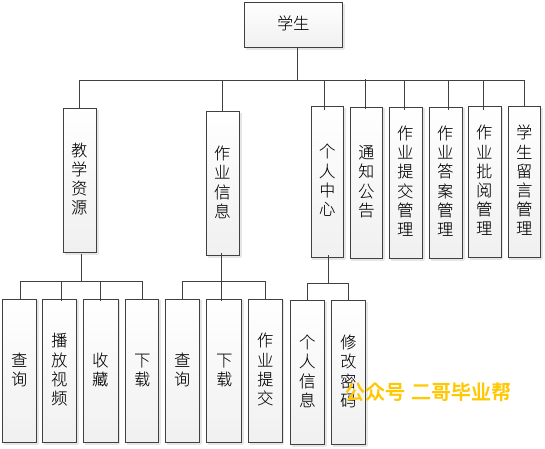 学生
教学资源
作业信息
个人中心
通知公告
作业提交管理
作业答案管理
作业批阅管理
学生留言管理
查询
播放视频
收藏
下载
查询
下载
作业提交
个人信息
修改密码
公众号 二哥毕业帮